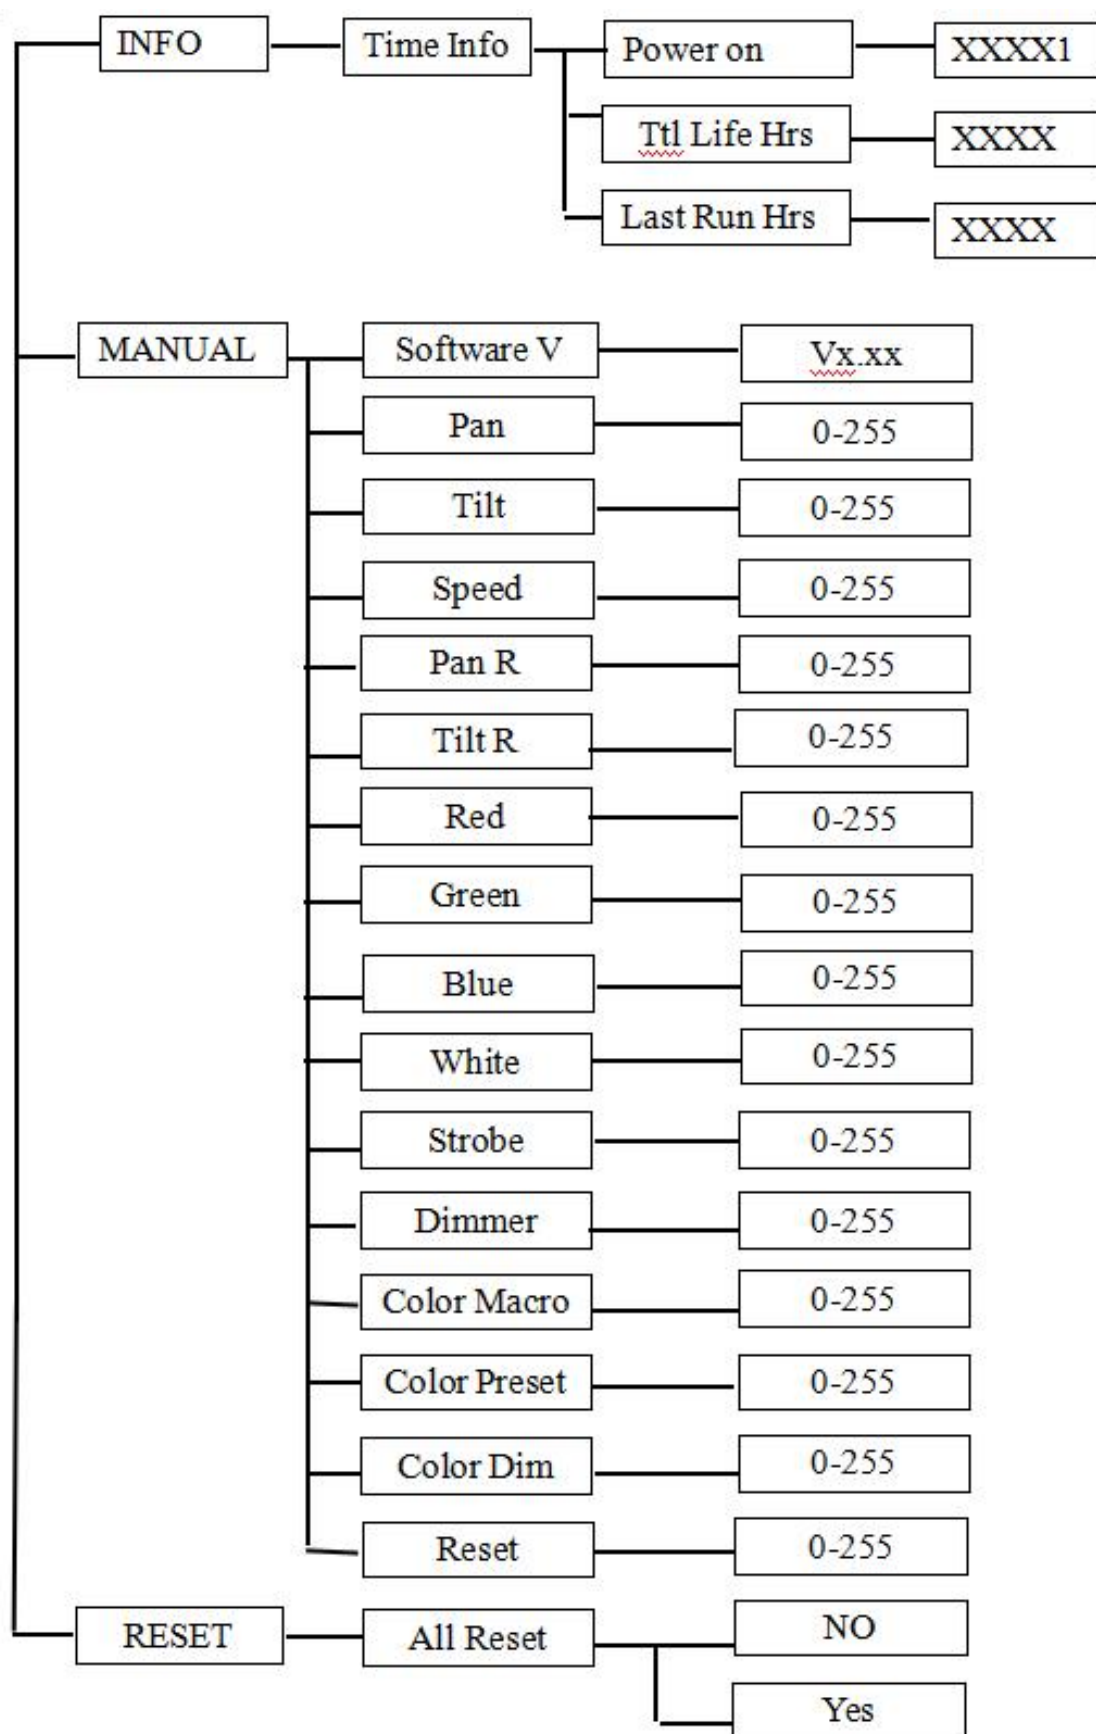 INFO
Time Info
Power on
XXXX1
Ttl Life Hrs
XXXX
Last Run Hrs
XXXX
MANUAL
Software V
Vx.xx
Pan
0-255
Tilt
0-255
Speed
0-255
Pan R
0-255
Tilt R
0-255
Red
0-255
Green
0-255
Blue
0-255
White
0-255
Strobe
0-255
Dimmer
0-255
Color Macro
0-255
Color Preset
0-255
Color Dim
0-255
Reset
0-255
RESET
All Reset
NO
Yes